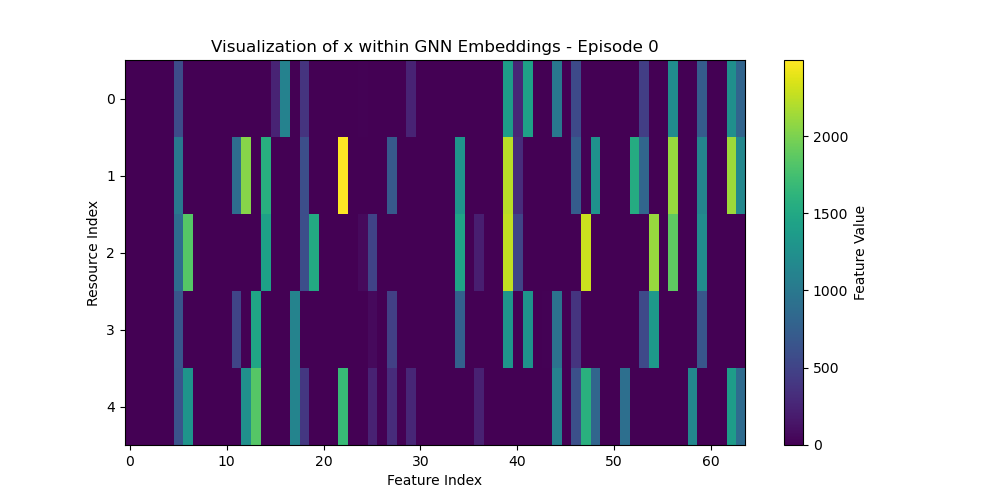 Visualization of x within GNN Embeddings - Episode 0
0
1
2
3
4
Resource Index
0 10 20 30 40 50 60
Feature Index
2000
1500
1000
500
0
Feature Value